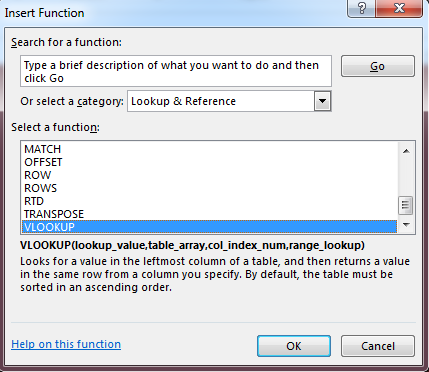 Insert Function
?
Search for a function:
Type a brief description of what you want to do and then
click Go
Go
Or select a category: Lookup & Reference
Select a function:
MATCH
OFFSET
ROW
ROWS
RTD
TRANSPOSE
VLOOKUP
VLOOKUP(lookup_value,table_array,col_index_num,range_lookup)
Looks for a value in the leftmost column of a table, and then returns a value
in the same row from a column you specify. By default, the table must be
sorted in an ascending order.
Help on this function
OK
Cancel